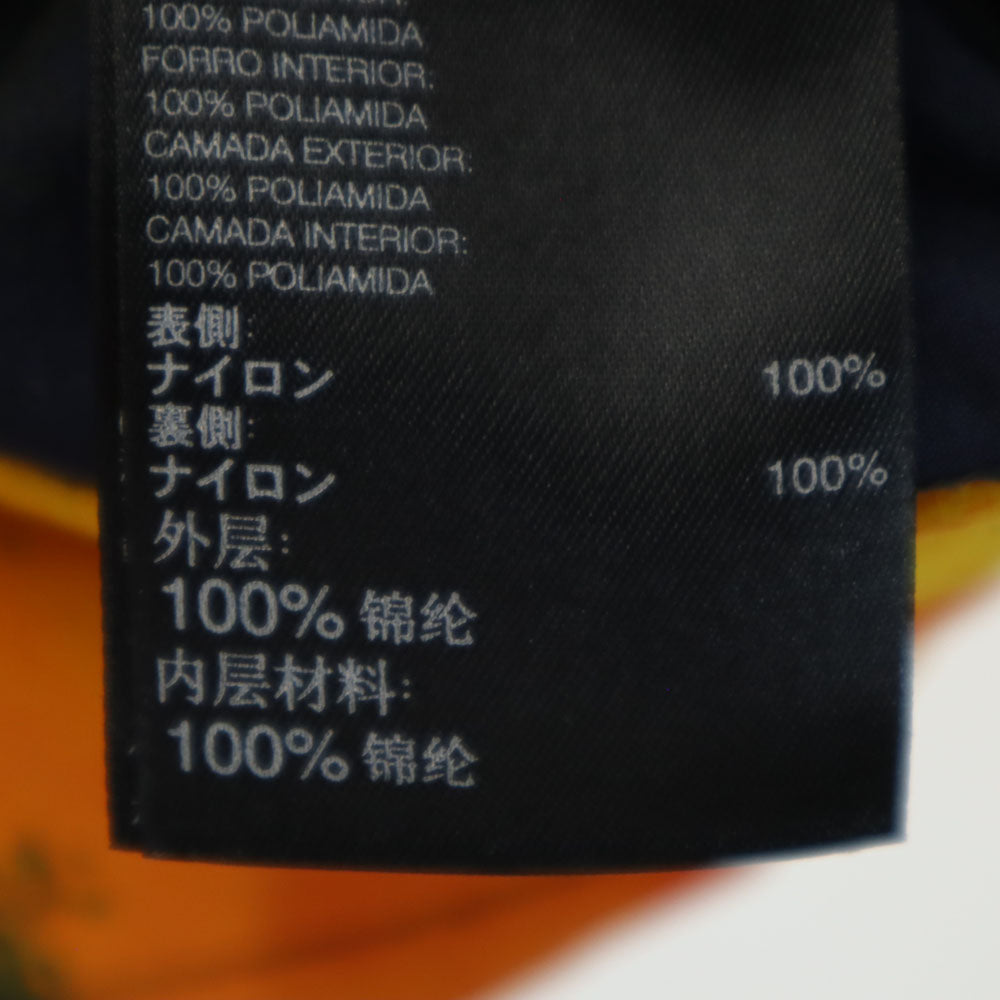 100% POLIAMIDA
FORRO INTERIOR:
100% POLIAMIDA
CAMADA EXTERIOR:
100% POLIAMIDA
CAMADA INTERIOR:
100% POLIAMIDA
表側:
ナイロン 100%
裏側:
ナイロン 100%
外层:
100% 锦纶
内层材料:
100% 锦纶